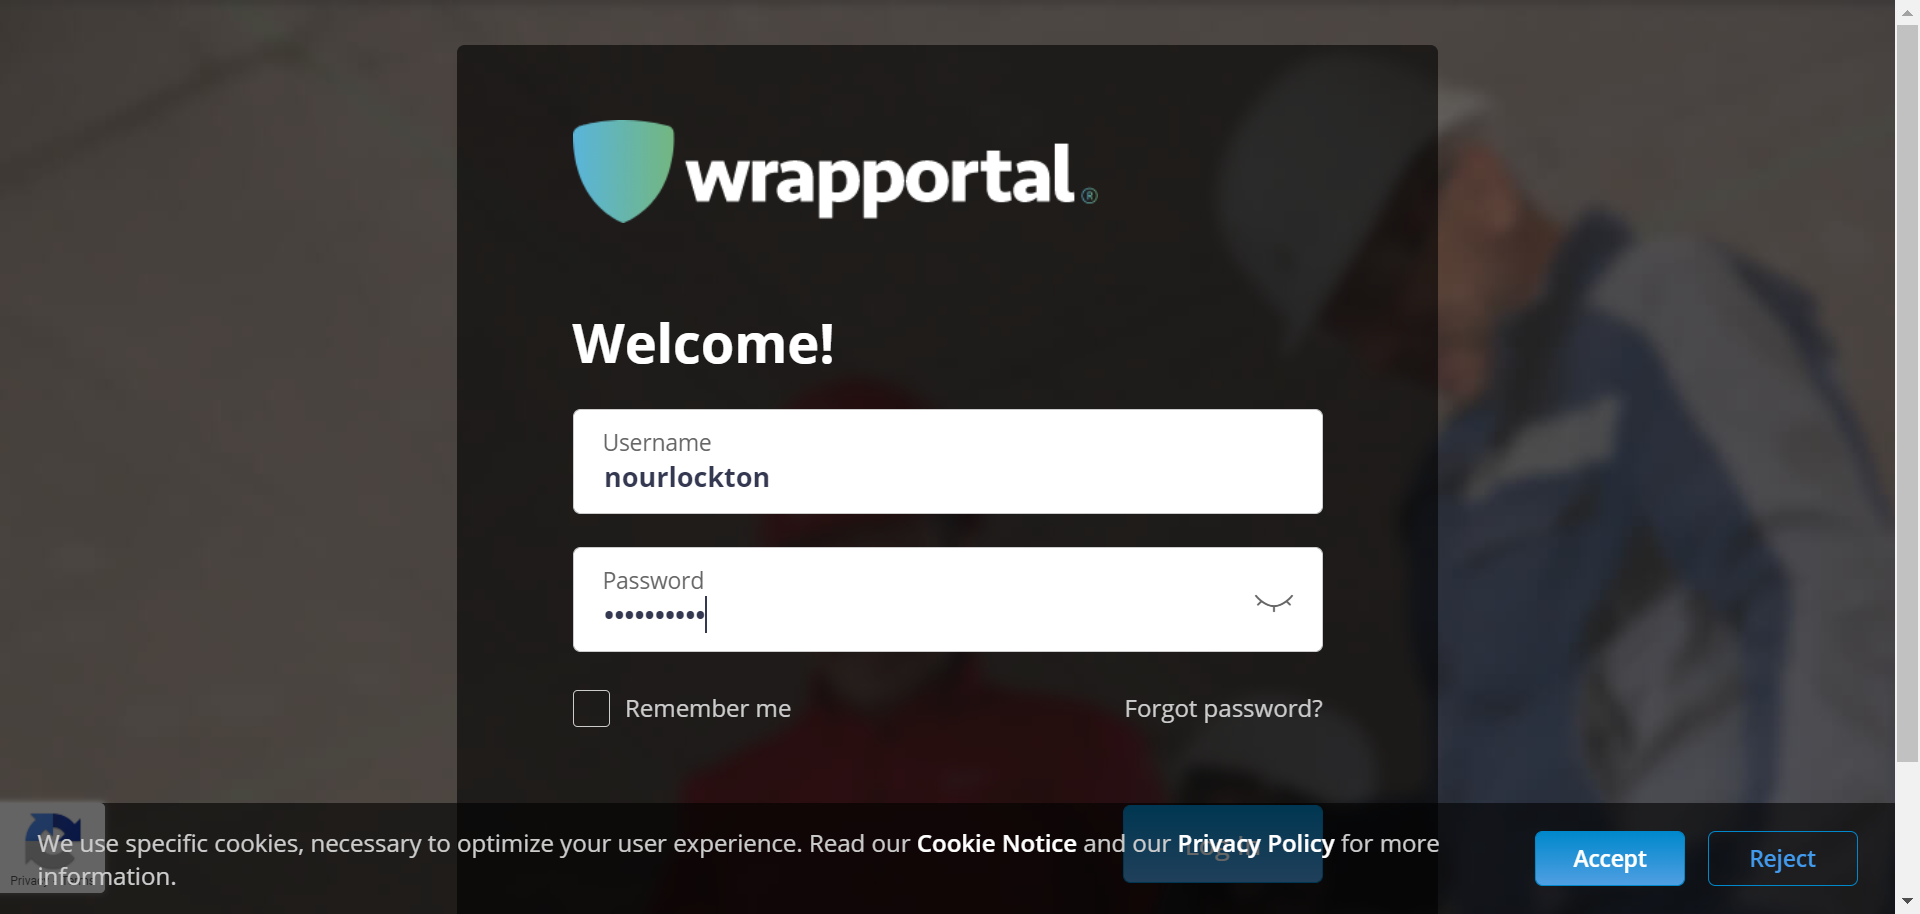 wrapportal®
Welcome!
Username
nourlockton
Password
••••••••••
Remember me
Forgot password?
We use specific cookies, necessary to optimize your user experience. Read our Cookie Notice and our Privacy Policy for more
information.
Accept
Reject